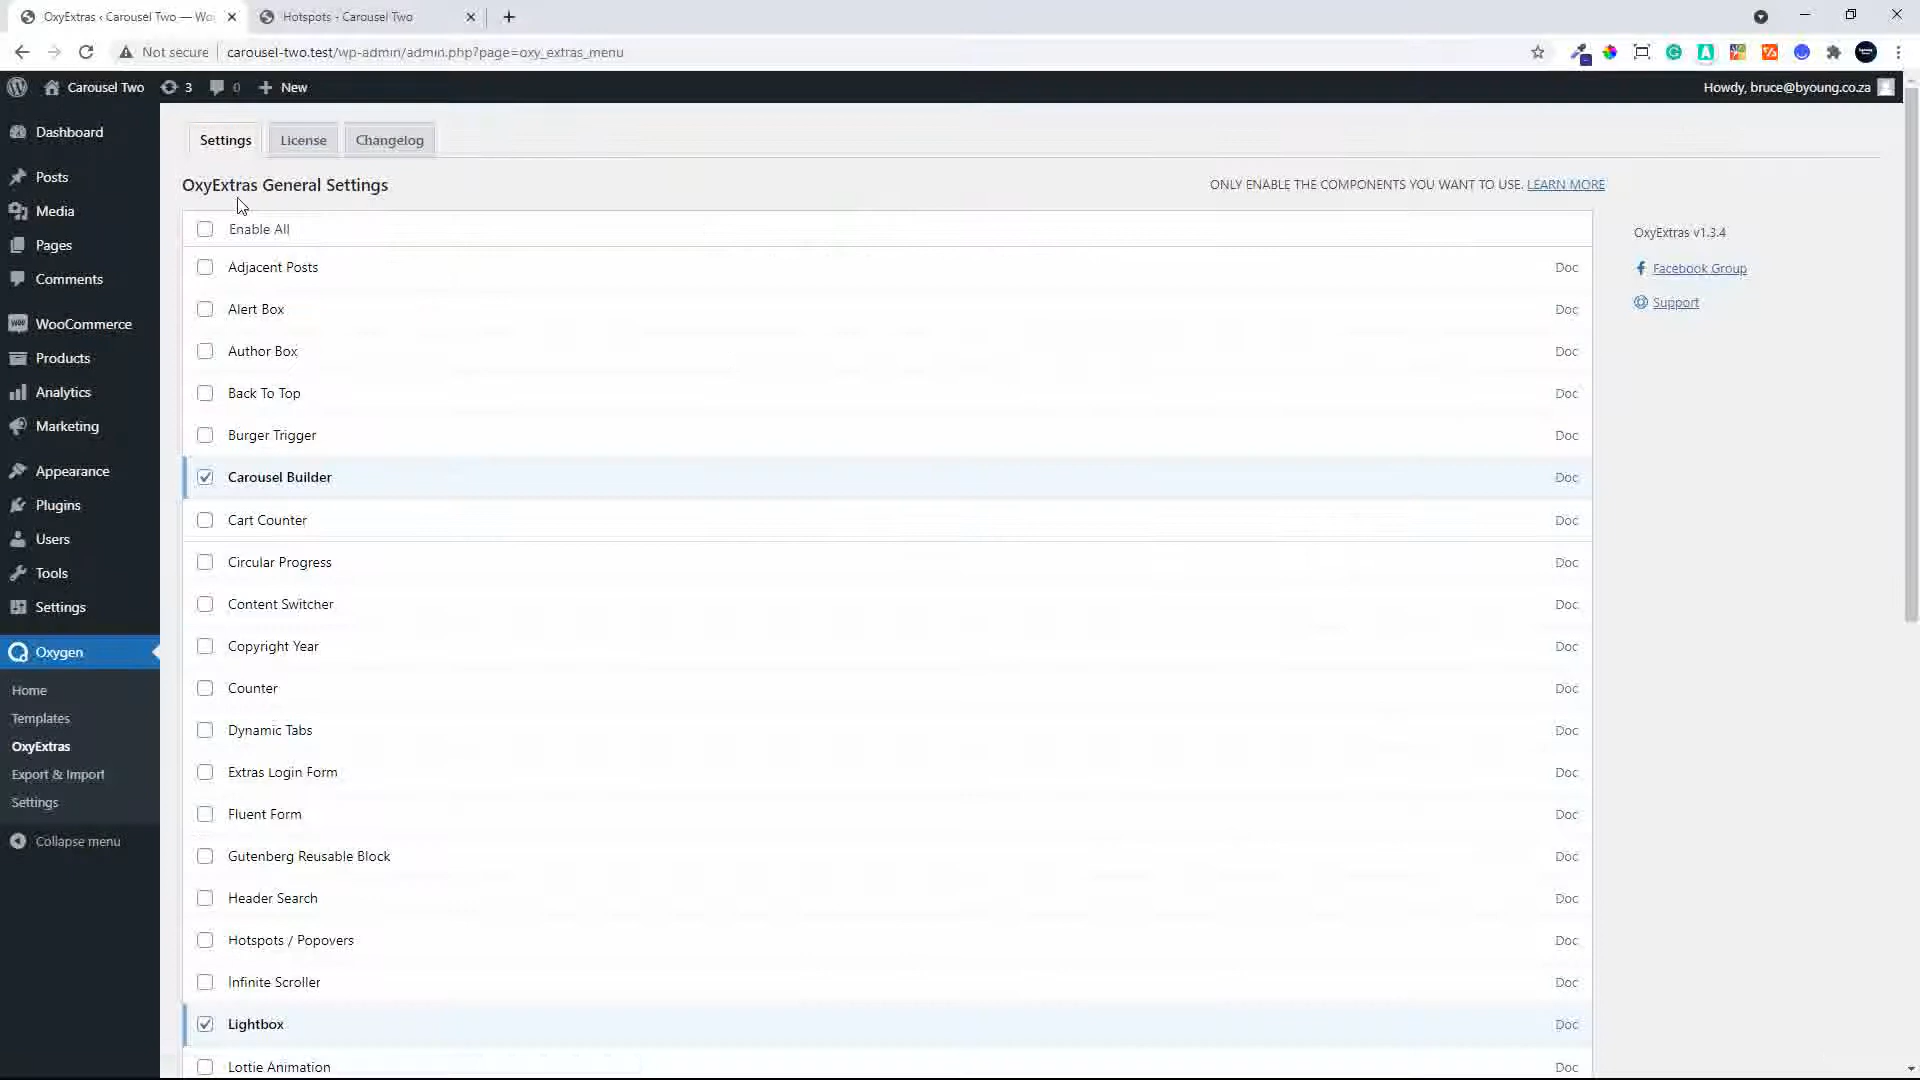 OxyExtras ‹ Carousel Two — Wo
Hotspots - Carousel Two
Not secure
carousel-two.test/wp-admin/admin.php?page=oxy_extras_menu
Carousel Two
3
0
New
Howdy, bruce@byoung.co.za
Dashboard
Posts
Media
Pages
Comments
WooCommerce
Products
Analytics
Marketing
Appearance
Plugins
Users
Tools
Settings
Oxygen
Home
Templates
OxyExtras
Export & Import
Settings
Collapse menu
Settings
License
Changelog
OxyExtras General Settings
ONLY ENABLE THE COMPONENTS YOU WANT TO USE. LEARN MORE
Enable All
Adjacent Posts Doc
Alert Box Doc
Author Box Doc
Back To Top Doc
Burger Trigger Doc
Carousel Builder Doc
Cart Counter Doc
Circular Progress Doc
Content Switcher Doc
Copyright Year Doc
Counter Doc
Dynamic Tabs Doc
Extras Login Form Doc
Fluent Form Doc
Gutenberg Reusable Block Doc
Header Search Doc
Hotspots / Popovers Doc
Infinite Scroller Doc
Lightbox Doc
Lottie Animation Doc
OxyExtras v1.3.4
Facebook Group
Support